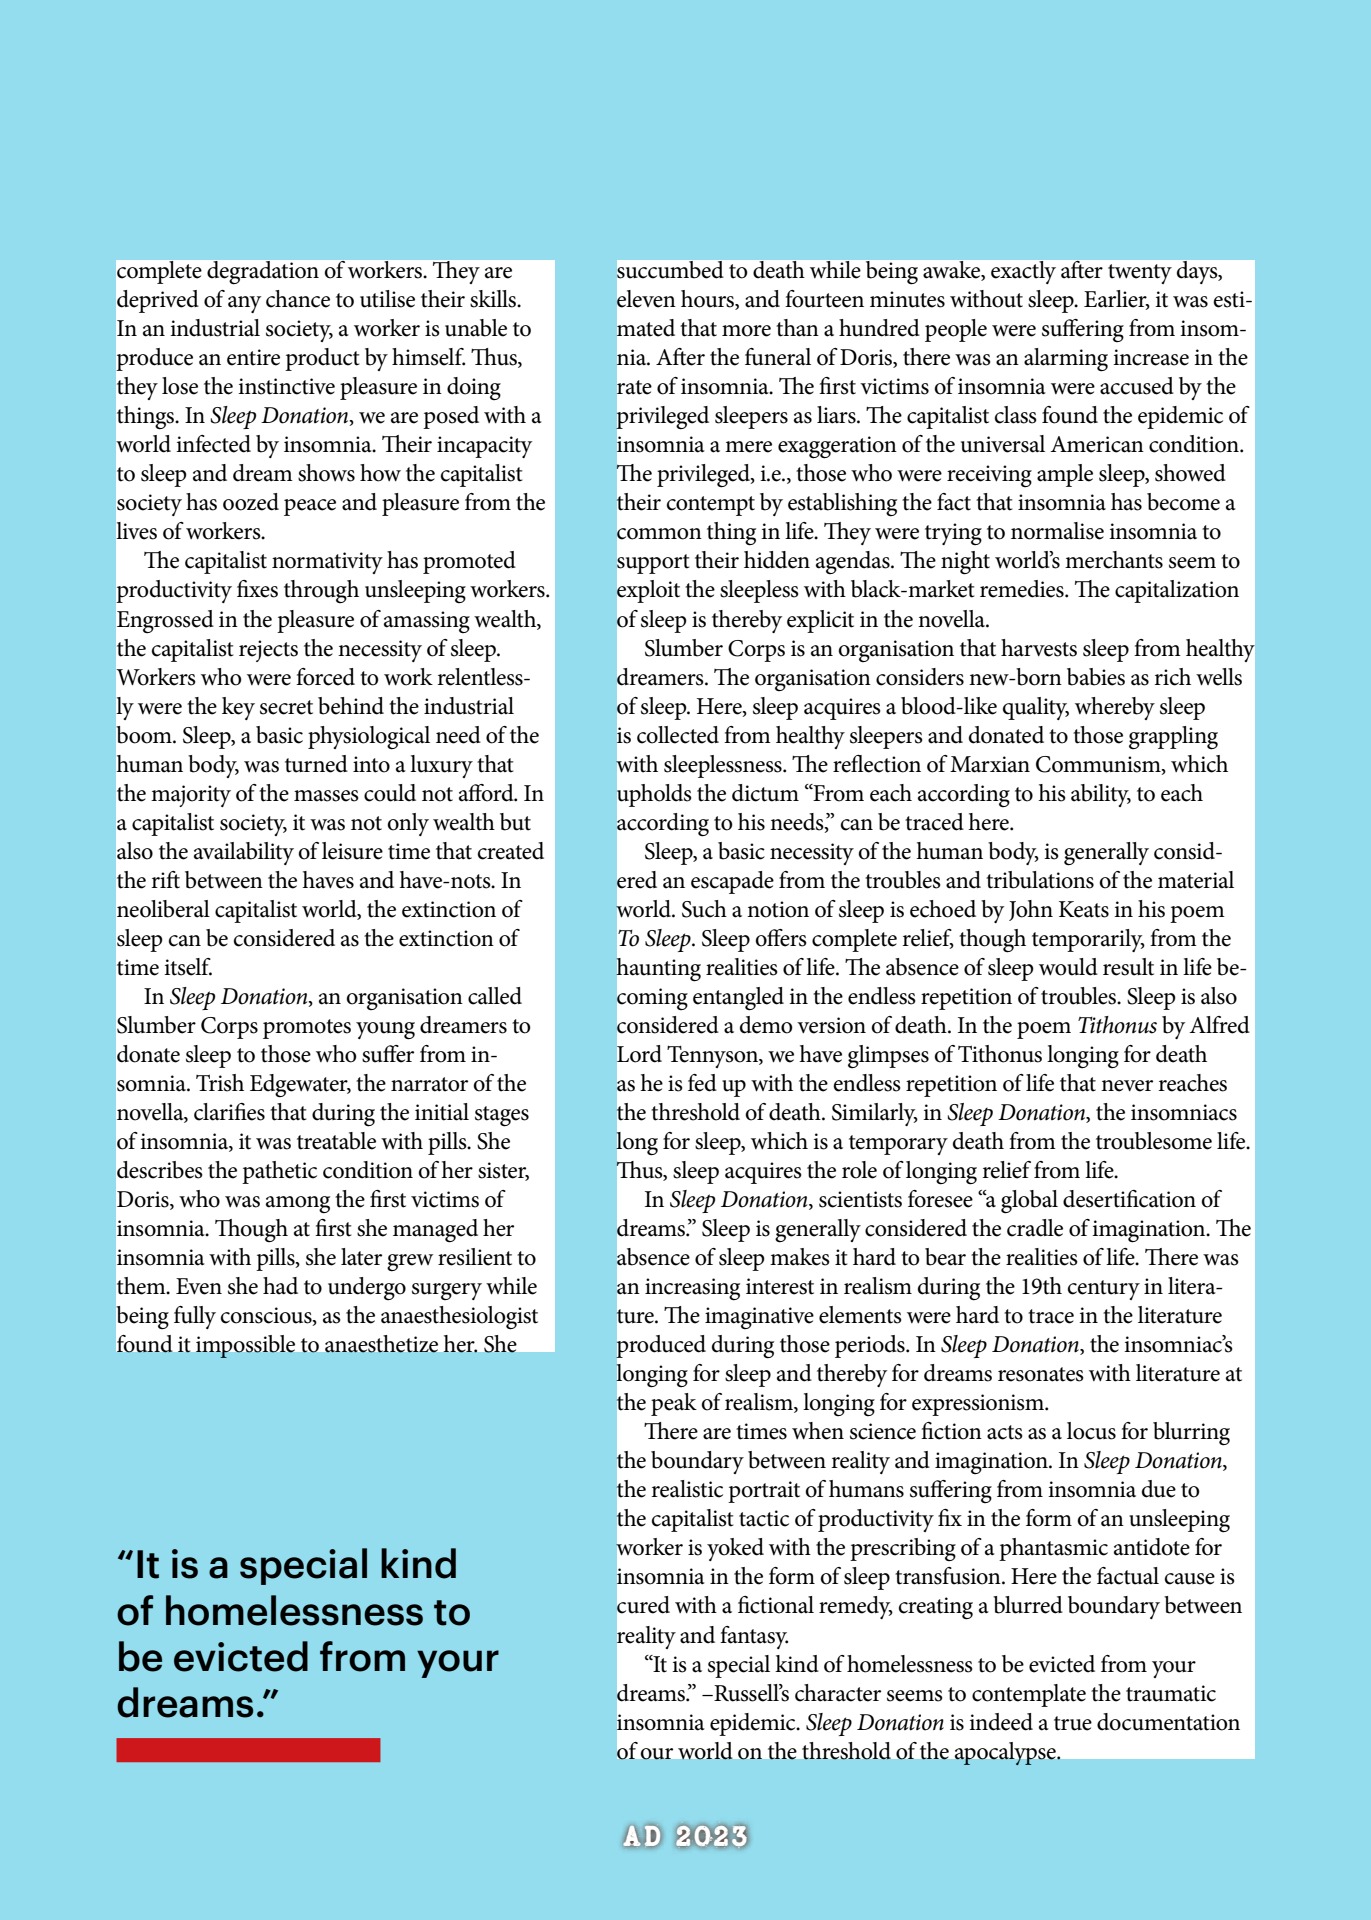 complete degradation of workers. They are
deprived of any chance to utilise their skills.
In an industrial society, a worker is unable to
produce an entire product by himself. Thus,
they lose the instinctive pleasure in doing
things. In Sleep Donation, we are posed with a
world infected by insomnia. Their incapacity
to sleep and dream shows how the capitalist
society has oozed peace and pleasure from the
lives of workers.
The capitalist normativity has promoted
productivity fixes through unsleeping workers.
Engrossed in the pleasure of amassing wealth,
the capitalist rejects the necessity of sleep.
Workers who were forced to work relentless-
ly were the key secret behind the industrial
boom. Sleep, a basic physiological need of the
human body, was turned into a luxury that
the majority of the masses could not afford. In
a capitalist society, it was not only wealth but
also the availability of leisure time that created
the rift between the haves and have-nots. In
neoliberal capitalist world, the extinction of
sleep can be considered as the extinction of
time itself.
In Sleep Donation, an organisation called
Slumber Corps promotes young dreamers to
donate sleep to those who suffer from in-
somnia. Trish Edgewater, the narrator of the
novella, clarifies that during the initial stages
of insomnia, it was treatable with pills. She
describes the pathetic condition of her sister,
Doris, who was among the first victims of
insomnia. Though at first she managed her
insomnia with pills, she later grew resilient to
them. Even she had to undergo surgery while
being fully conscious, as the anaesthesiologist
found it impossible to anaesthetize her. She
“It is a special kind
of homelessness to
be evicted from your
dreams.”
succumbed to death while being awake, exactly after twenty days,
eleven hours, and fourteen minutes without sleep. Earlier, it was esti-
mated that more than a hundred people were suffering from insom-
nia. After the funeral of Doris, there was an alarming increase in the
rate of insomnia. The first victims of insomnia were accused by the
privileged sleepers as liars. The capitalist class found the epidemic of
insomnia a mere exaggeration of the universal American condition.
The privileged, i.e., those who were receiving ample sleep, showed
their contempt by establishing the fact that insomnia has become a
common thing in life. They were trying to normalise insomnia to
support their hidden agendas. The night world’s merchants seem to
exploit the sleepless with black-market remedies. The capitalization
of sleep is thereby explicit in the novella.
Slumber Corps is an organisation that harvests sleep from healthy
dreamers. The organisation considers new-born babies as rich wells
of sleep. Here, sleep acquires a blood-like quality, whereby sleep
is collected from healthy sleepers and donated to those grappling
with sleeplessness. The reflection of Marxian Communism, which
upholds the dictum “From each according to his ability, to each
according to his needs,” can be traced here.
Sleep, a basic necessity of the human body, is generally consid-
ered an escapade from the troubles and tribulations of the material
world. Such a notion of sleep is echoed by John Keats in his poem
To Sleep. Sleep offers complete relief, though temporarily, from the
haunting realities of life. The absence of sleep would result in life be-
coming entangled in the endless repetition of troubles. Sleep is also
considered a demo version of death. In the poem Tithonus by Alfred
Lord Tennyson, we have glimpses of Tithonus longing for death
as he is fed up with the endless repetition of life that never reaches
the threshold of death. Similarly, in Sleep Donation, the insomniacs
long for sleep, which is a temporary death from the troublesome life.
Thus, sleep acquires the role of longing relief from life.
In Sleep Donation, scientists foresee “a global desertification of
dreams.” Sleep is generally considered the cradle of imagination. The
absence of sleep makes it hard to bear the realities of life. There was
an increasing interest in realism during the 19th century in litera-
ture. The imaginative elements were hard to trace in the literature
produced during those periods. In Sleep Donation, the insomniac’s
longing for sleep and thereby for dreams resonates with literature at
the peak of realism, longing for expressionism.
There are times when science fiction acts as a locus for blurring
the boundary between reality and imagination. In Sleep Donation,
the realistic portrait of humans suffering from insomnia due to
the capitalist tactic of productivity fix in the form of an unsleeping
worker is yoked with the prescribing of a phantasmic antidote for
insomnia in the form of sleep transfusion. Here the factual cause is
cured with a fictional remedy, creating a blurred boundary between
reality and fantasy.
“It is a special kind of homelessness to be evicted from your
dreams.” –Russell’s character seems to contemplate the traumatic
insomnia epidemic. Sleep Donation is indeed a true documentation
of our world on the threshold of the apocalypse.
AD 2023